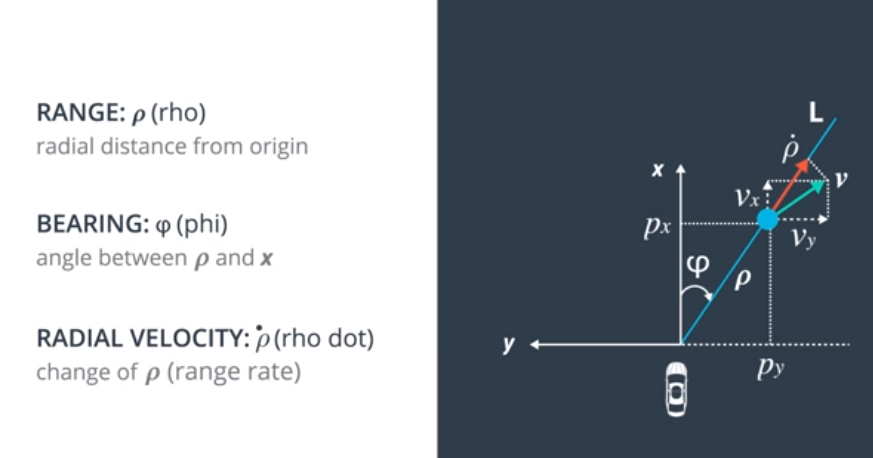 RANGE: ρ (rho)
radial distance from origin
BEARING: φ (phi)
angle between ρ and x
RADIAL VELOCITY: ρ̇ (rho dot)
change of ρ (range rate)
L
ρ̇
x
v
vx
px
vy
φ
ρ
y
py